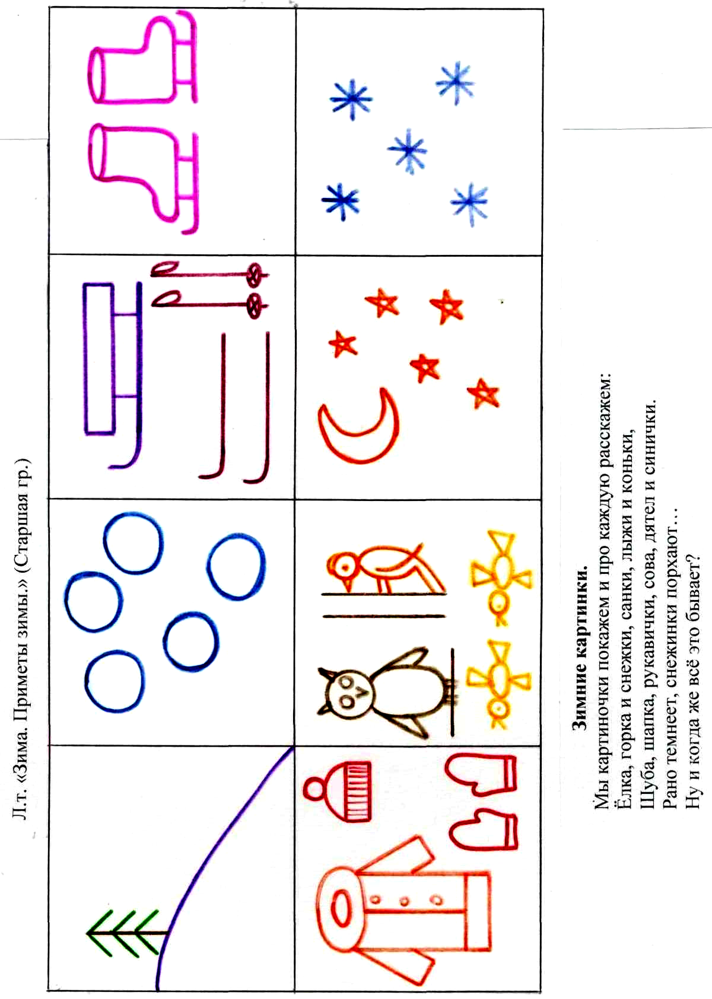 Л.т. «Зима. Приметы зимы.» (Старшая гр.)
Зимние картинки.
Мы картиночки покажем и про каждую расскажем:
Ёлка, горка и снежки, санки, лыжи и коньки,
Шуба, шапка, рукавички, сова, дятел и синички.
Рано темнеет, снежинки порхают…
Ну и когда же всё это бывает?